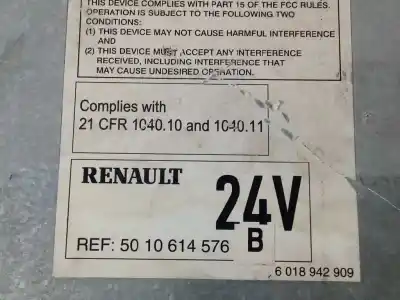 THIS DEVICE COMPLIES WITH PART 15 OF THE FCC RULES.
OPERATION IS SUBJECT TO THE FOLLOWING TWO
CONDITIONS:
(1) THIS DEVICE MAY NOT CAUSE HARMFUL INTERFERENCE
AND
(2) THIS DEVICE MUST ACCEPT ANY INTERFERENCE
RECEIVED, INCLUDING INTERFERENCE THAT
MAY CAUSE UNDESIRED OPERATION.
Complies with
21 CFR 1040.10 and 1040.11
RENAULT
24V
REF: 50 10 614 576
B
6 018 942 909